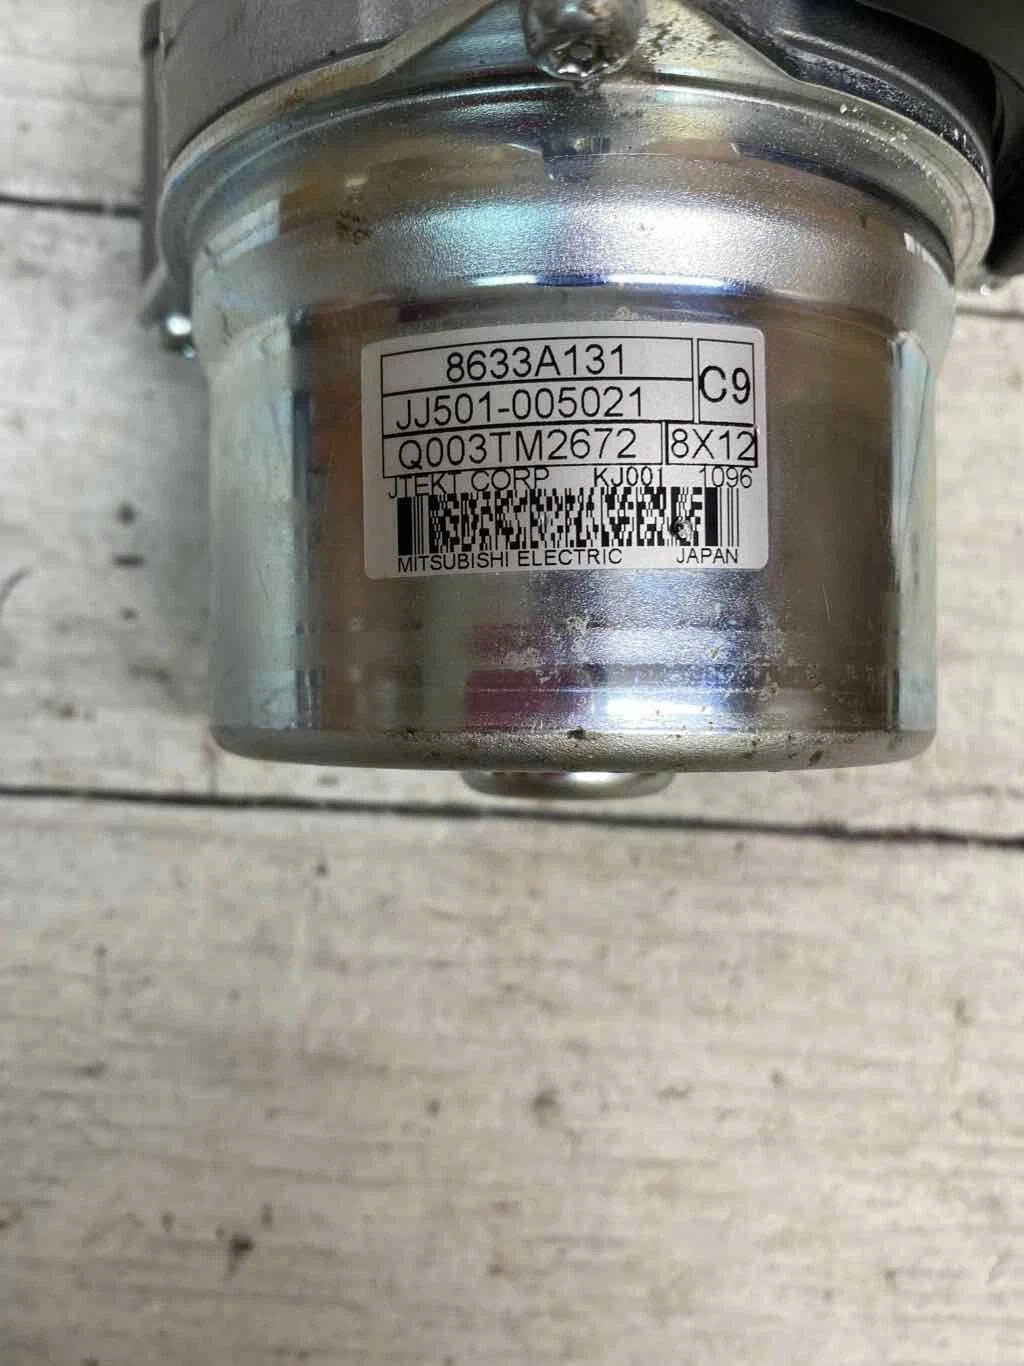 8633A131
C9
JJ501-005021
Q003TM2672 8X12
JTEKT CORP KJ001 1096
MITSUBISHI ELECTRIC JAPAN